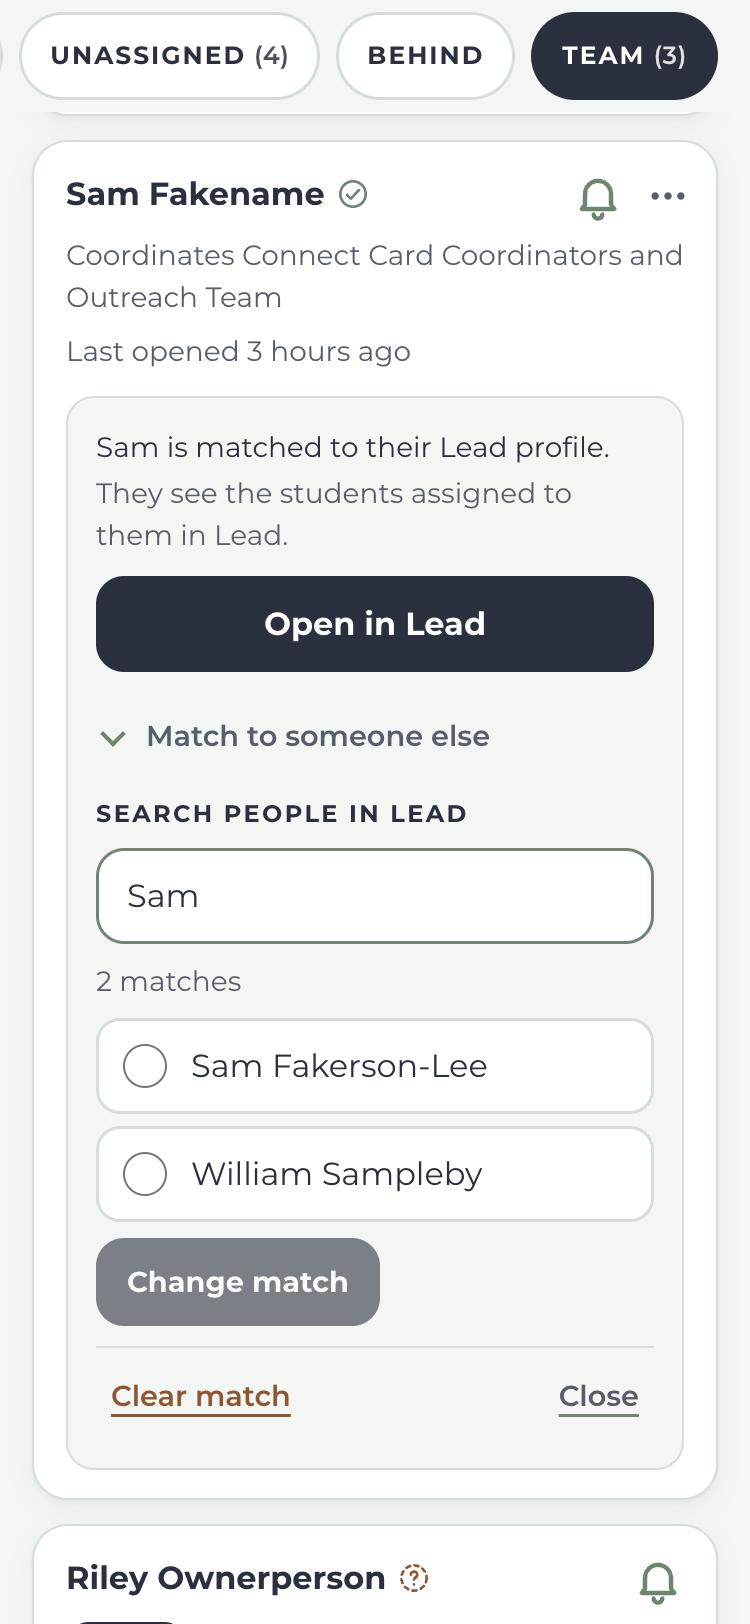 UNASSIGNED (4)
BEHIND
TEAM (3)
Sam Fakename
Coordinates Connect Card Coordinators and
Outreach Team
Last opened 3 hours ago
Sam is matched to their Lead profile.
They see the students assigned to
them in Lead.
Open in Lead
Match to someone else
SEARCH PEOPLE IN LEAD
Sam
2 matches
Sam Fakerson-Lee
William Sampleby
Change match
Clear match
Close
Riley Ownerperson